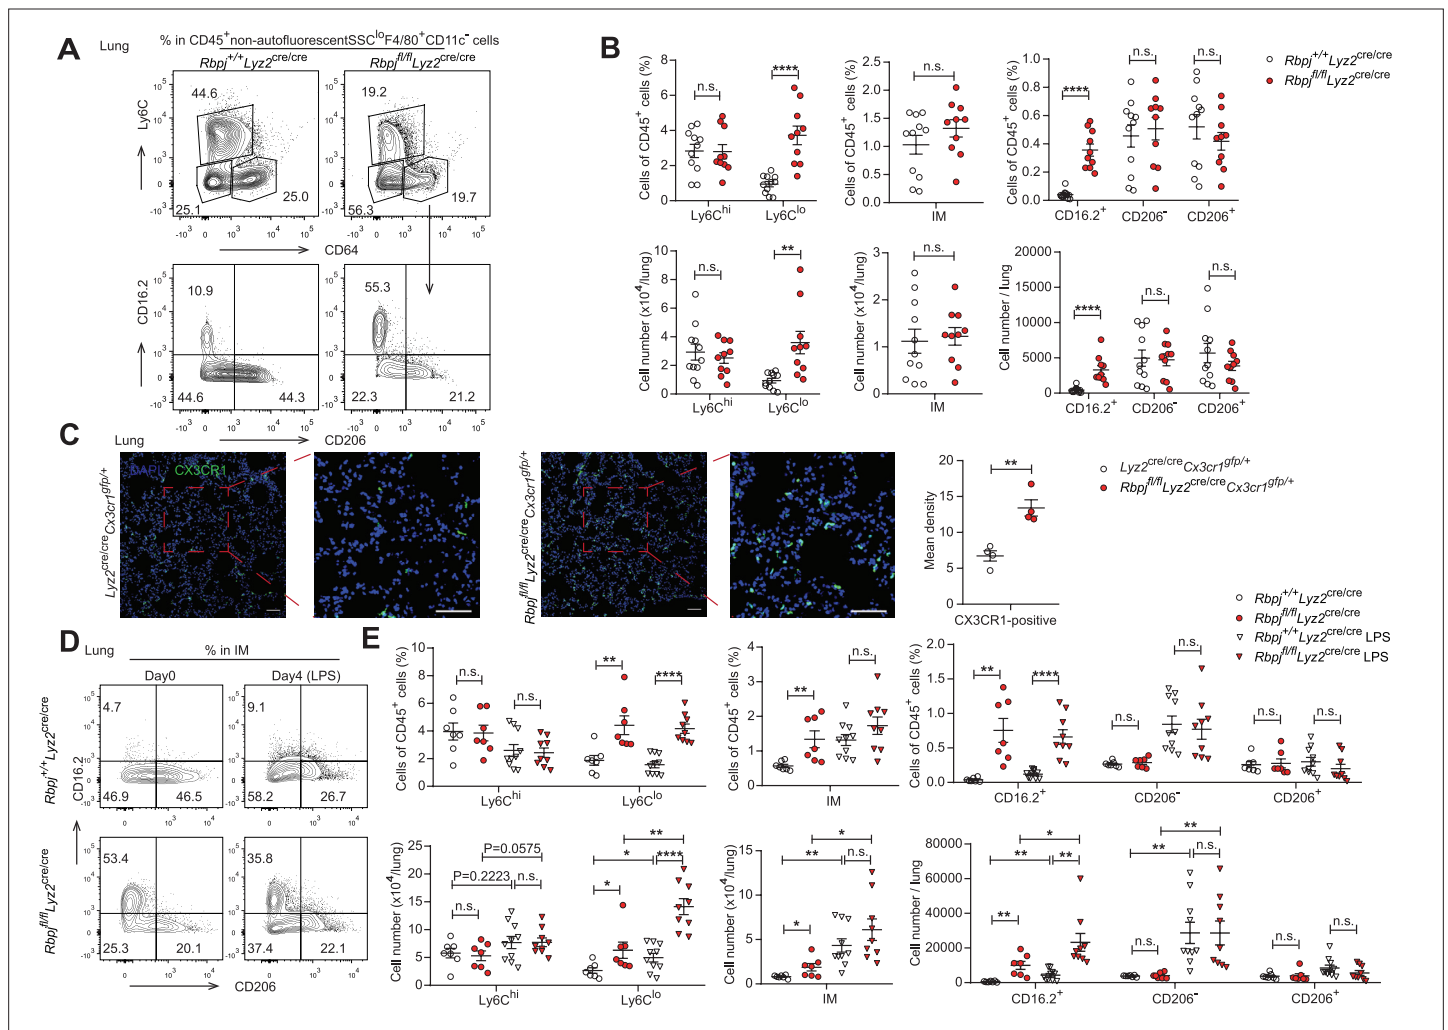 A
Lung
% in CD45+non-autofluorescentSSCloF4/80+CD11c- cells
Rbpj+/+Lyz2cre/cre
Rbpjfl/flLyz2cre/cre
Ly6C
44.6
25.1
25.0
19.2
56.3
19.7
CD64
CD16.2
10.9
44.6
44.3
55.3
22.3
21.2
CD206
B
Cells of CD45+ cells (%)
n.s.
****
Ly6Chi
Ly6Clo
Cells of CD45+ cells (%)
n.s.
IM
Cells of CD45+ cells (%)
****
n.s.
n.s.
CD16.2+
CD206-
CD206+
Rbpj+/+Lyz2cre/cre
Rbpjfl/flLyz2cre/cre
Cell number (x10^4/lung)
n.s.
**
Ly6Chi
Ly6Clo
Cell number (x10^4/lung)
n.s.
IM
Cell number / lung
****
n.s.
n.s.
CD16.2+
CD206-
CD206+
C
Lung
Lyz2cre/creCx3cr1gfp/+
DAPI CX3CR1
Rbpjfl/flLyz2cre/creCx3cr1gfp/+
Mean density
**
CX3CR1-positive
Lyz2cre/creCx3cr1gfp/+
Rbpjfl/flLyz2cre/creCx3cr1gfp/+
D
Lung
% in IM
Day0
Day4 (LPS)
Rbpj+/+Lyz2cre/cre
CD16.2
4.7
46.9
46.5
9.1
58.2
26.7
Rbpjfl/flLyz2cre/cre
53.4
25.3
20.1
35.8
37.4
22.1
CD206
E
Rbpj+/+Lyz2cre/cre
Rbpjfl/flLyz2cre/cre
Rbpj+/+Lyz2cre/cre LPS
Rbpjfl/flLyz2cre/cre LPS
Cells of CD45+ cells (%)
n.s.
n.s.
**
****
Ly6Chi
Ly6Clo
Cells of CD45+ cells (%)
**
n.s.
IM
Cells of CD45+ cells (%)
**
****
n.s.
n.s.
n.s.
n.s.
CD16.2+
CD206-
CD206+
Cell number (x10^4/lung)
P=0.0575
P=0.2223
n.s.
n.s.
**
*
****
*
Ly6Chi
Ly6Clo
Cell number (x10^4/lung)
*
**
n.s.
*
IM
Cell number / lung
*
**
**
**
**
**
n.s.
n.s.
n.s.
n.s.
CD16.2+
CD206-
CD206+